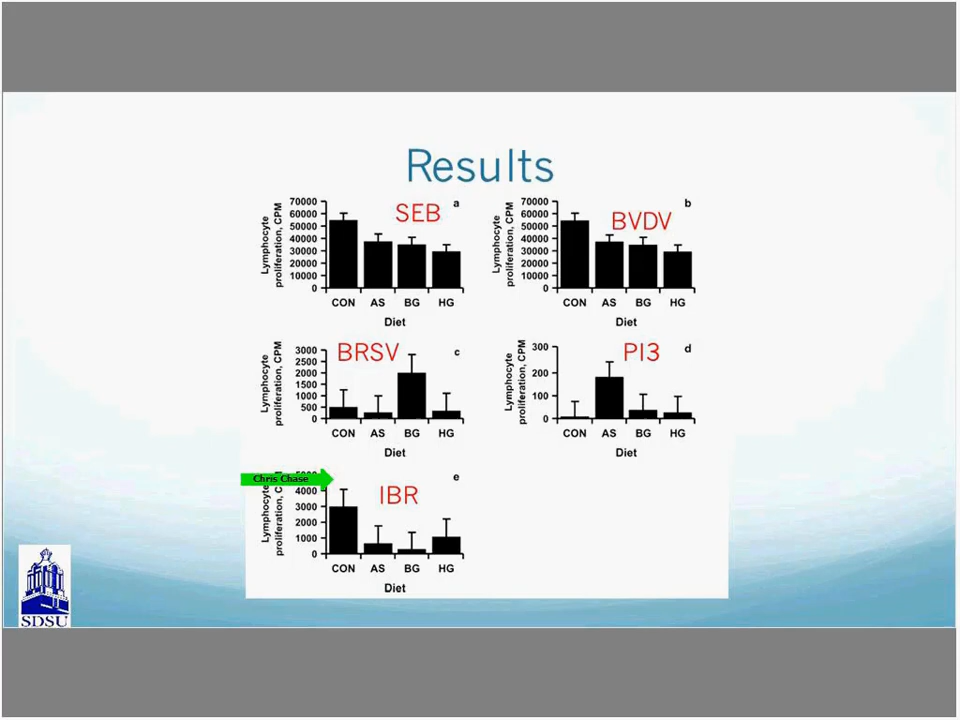 Results
SEB
a
Lymphocyte
proliferation, CPM
70000
60000
50000
40000
30000
20000
10000
0
CON AS BG HG
Diet
BVDV
b
Lymphocyte
proliferation, CPM
70000
60000
50000
40000
30000
20000
10000
0
CON AS BG HG
Diet
BRSV
c
Lymphocyte
proliferation, CPM
3000
2500
2000
1500
1000
500
0
CON AS BG HG
Diet
PI3
d
Lymphocyte
proliferation, CPM
300
200
100
0
CON AS BG HG
Diet
Chris Chase
IBR
e
Lymphocyte
proliferation, C
4000
3000
2000
1000
0
CON AS BG HG
Diet
SDSU